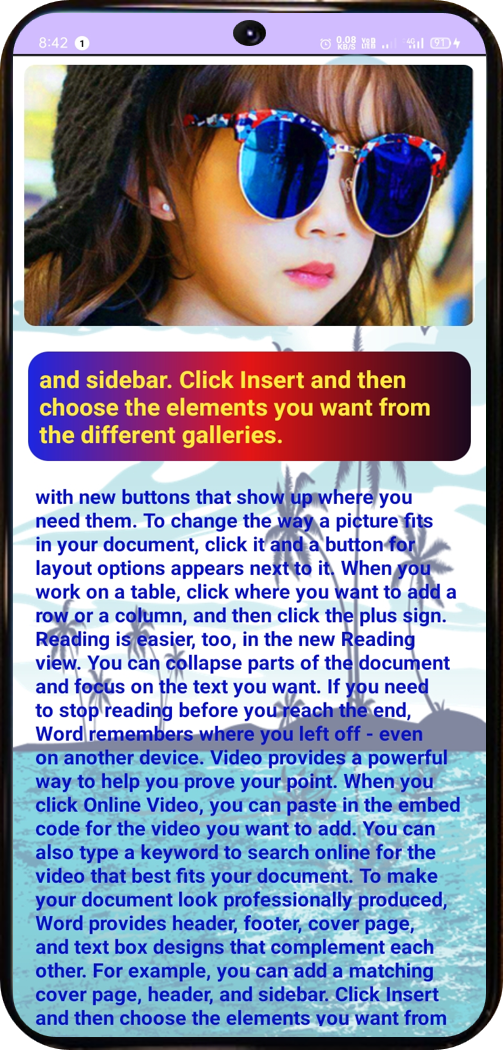 8:42 1 0.08 KB/S 4G 91
and sidebar. Click Insert and then
choose the elements you want from
the different galleries.
with new buttons that show up where you
need them. To change the way a picture fits
in your document, click it and a button for
layout options appears next to it. When you
work on a table, click where you want to add a
row or a column, and then click the plus sign.
Reading is easier, too, in the new Reading
view. You can collapse parts of the document
and focus on the text you want. If you need
to stop reading before you reach the end,
Word remembers where you left off - even
on another device. Video provides a powerful
way to help you prove your point. When you
click Online Video, you can paste in the embed
code for the video you want to add. You can
also type a keyword to search online for the
video that best fits your document. To make
your document look professionally produced,
Word provides header, footer, cover page,
and text box designs that complement each
other. For example, you can add a matching
cover page, header, and sidebar. Click Insert
and then choose the elements you want from